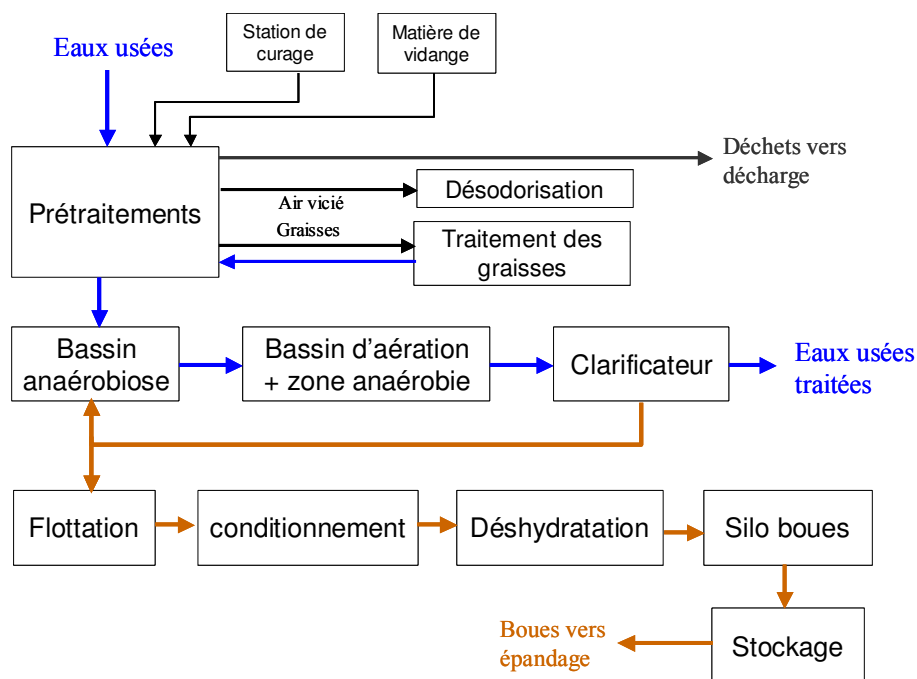 Eaux usées
Station de
curage
Matière de
vidange
Prétraitements
Déchets vers
décharge
Désodorisation
Air vicié
Graisses
Traitement des
graisses
Bassin
anaérobiose
Bassin d'aération
+ zone anaérobie
Clarificateur
Eaux usées
traitées
Flottation
conditionnement
Déshydratation
Silo boues
Boues vers
épandage
Stockage